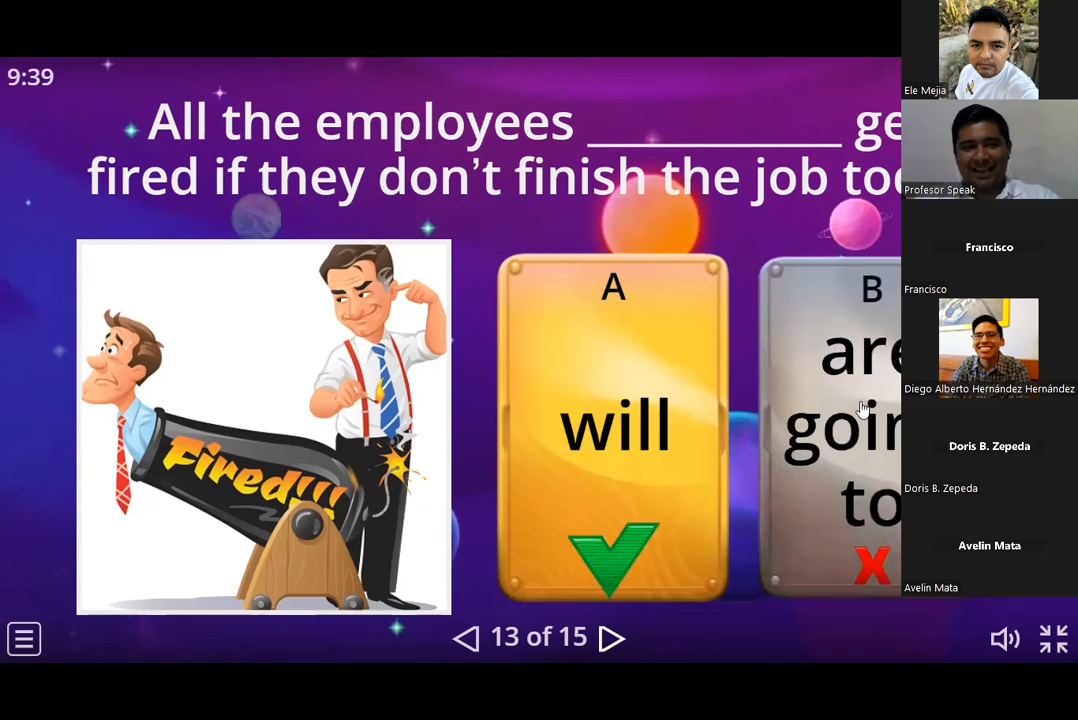 9:39
All the employees ____________ ge
fired if they don't finish the job to
A
will
B
are
goin
to
X
Fired!!!
13 of 15
Ele Mejia
Profesor Speak
Francisco
Francisco
Diego Alberto Hernández Hernández
Doris B. Zepeda
Doris B. Zepeda
Avelin Mata
Avelin Mata